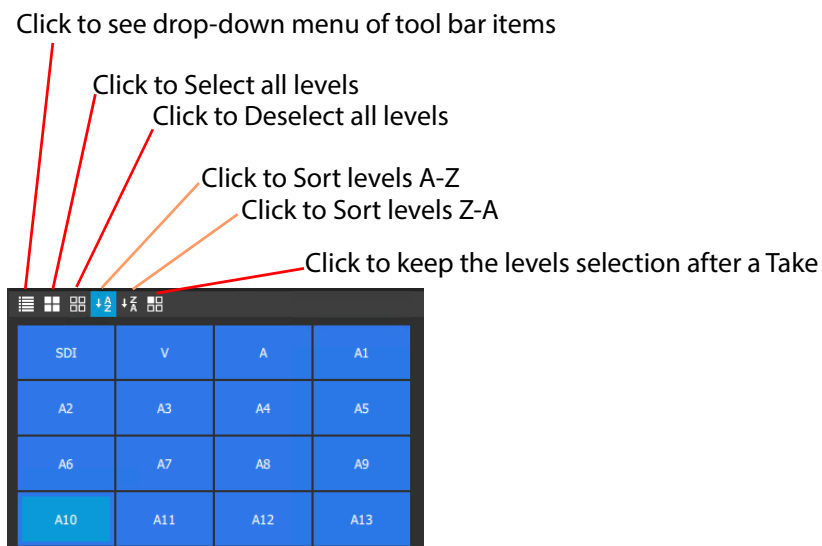 Click to see drop-down menu of tool bar items
Click to Select all levels
Click to Deselect all levels
Click to Sort levels A-Z
Click to Sort levels Z-A
Click to keep the levels selection after a Take
A Z Z A
SDI V A A1
A2 A3 A4 A5
A6 A7 A8 A9
A10 A11 A12 A13